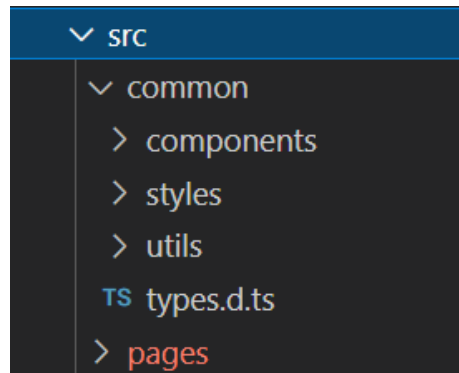 src
common
components
styles
utils
TS types.d.ts
pages